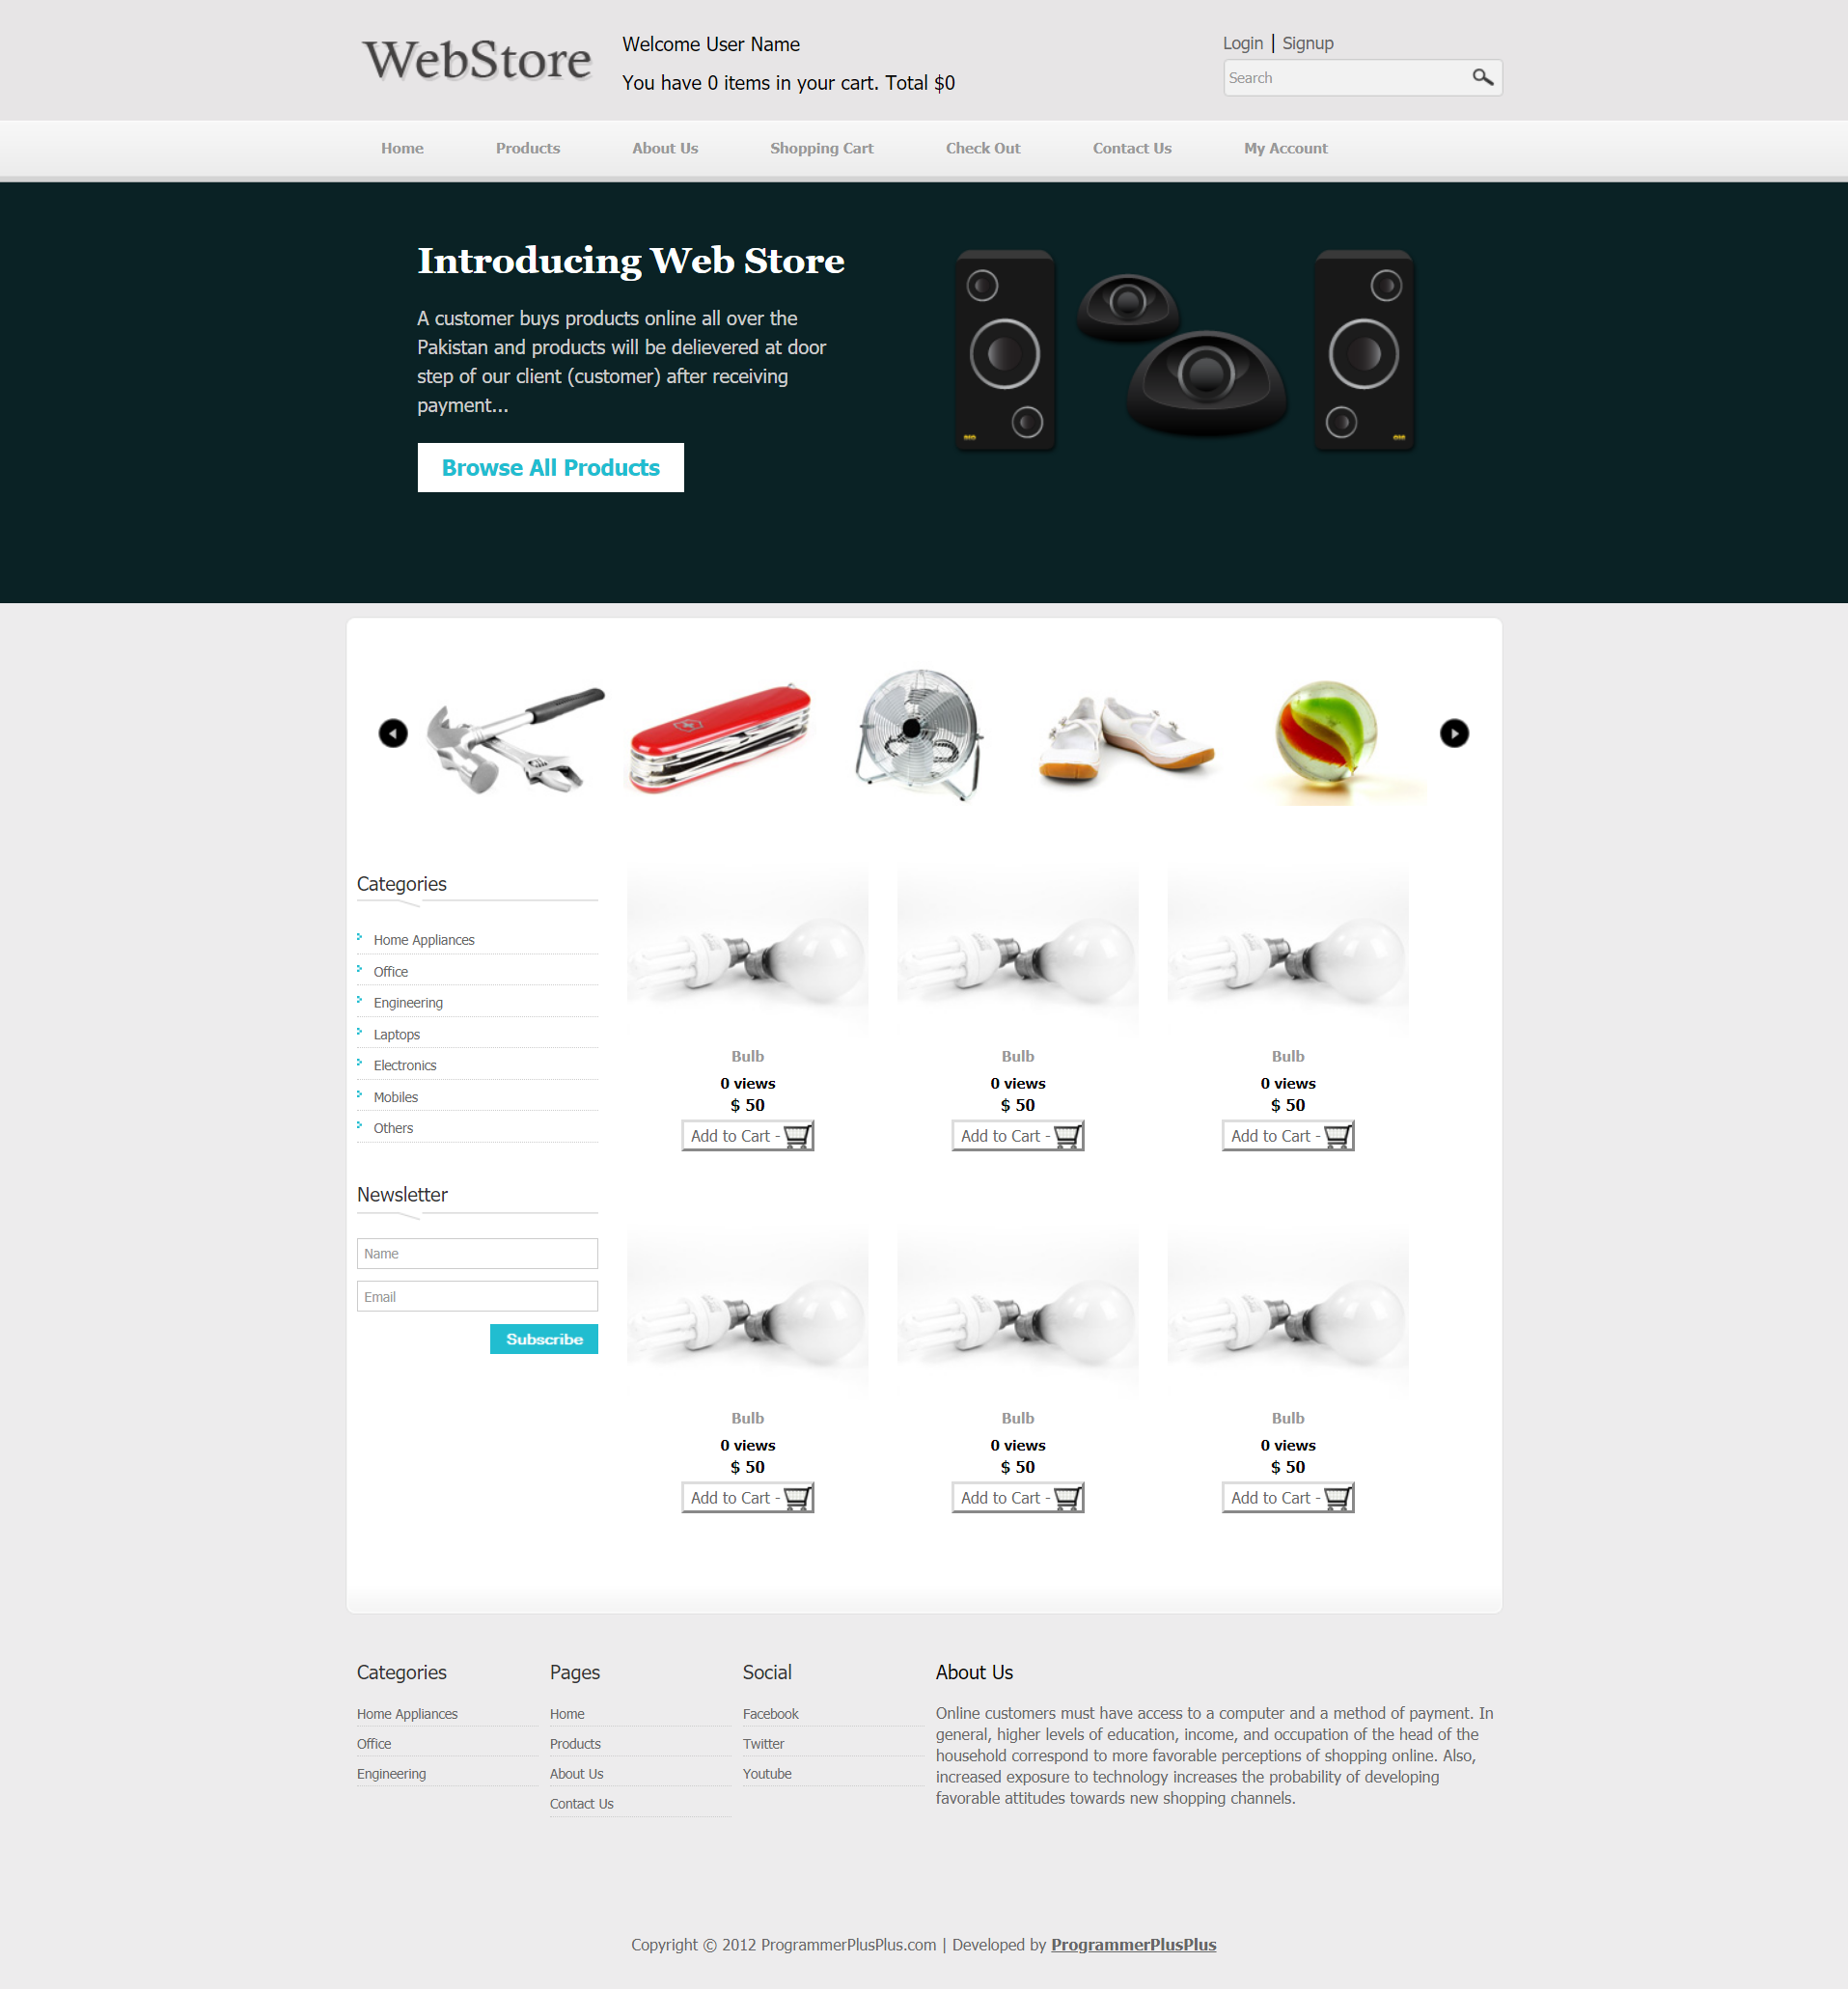 WebStore
Welcome User Name
You have 0 items in your cart. Total $0
Login | Signup
Search
Home Products About Us Shopping Cart Check Out Contact Us My Account
Introducing Web Store
A customer buys products online all over the
Pakistan and products will be delievered at door
step of our client (customer) after receiving
payment...
Browse All Products
Categories
Home Appliances
Office
Engineering
Laptops
Electronics
Mobiles
Others
Newsletter
Name
Email
Subscribe
Bulb Bulb Bulb
0 views 0 views 0 views
$ 50 $ 50 $ 50
Add to Cart - Add to Cart - Add to Cart -
Bulb Bulb Bulb
0 views 0 views 0 views
$ 50 $ 50 $ 50
Add to Cart - Add to Cart - Add to Cart -
Categories
Home Appliances
Office
Engineering
Pages
Home
Products
About Us
Contact Us
Social
Facebook
Twitter
Youtube
About Us
Online customers must have access to a computer and a method of payment. In
general, higher levels of education, income, and occupation of the head of the
household correspond to more favorable perceptions of shopping online. Also,
increased exposure to technology increases the probability of developing
favorable attitudes towards new shopping channels.
Copyright © 2012 ProgrammerPlusPlus.com | Developed by ProgrammerPlusPlus